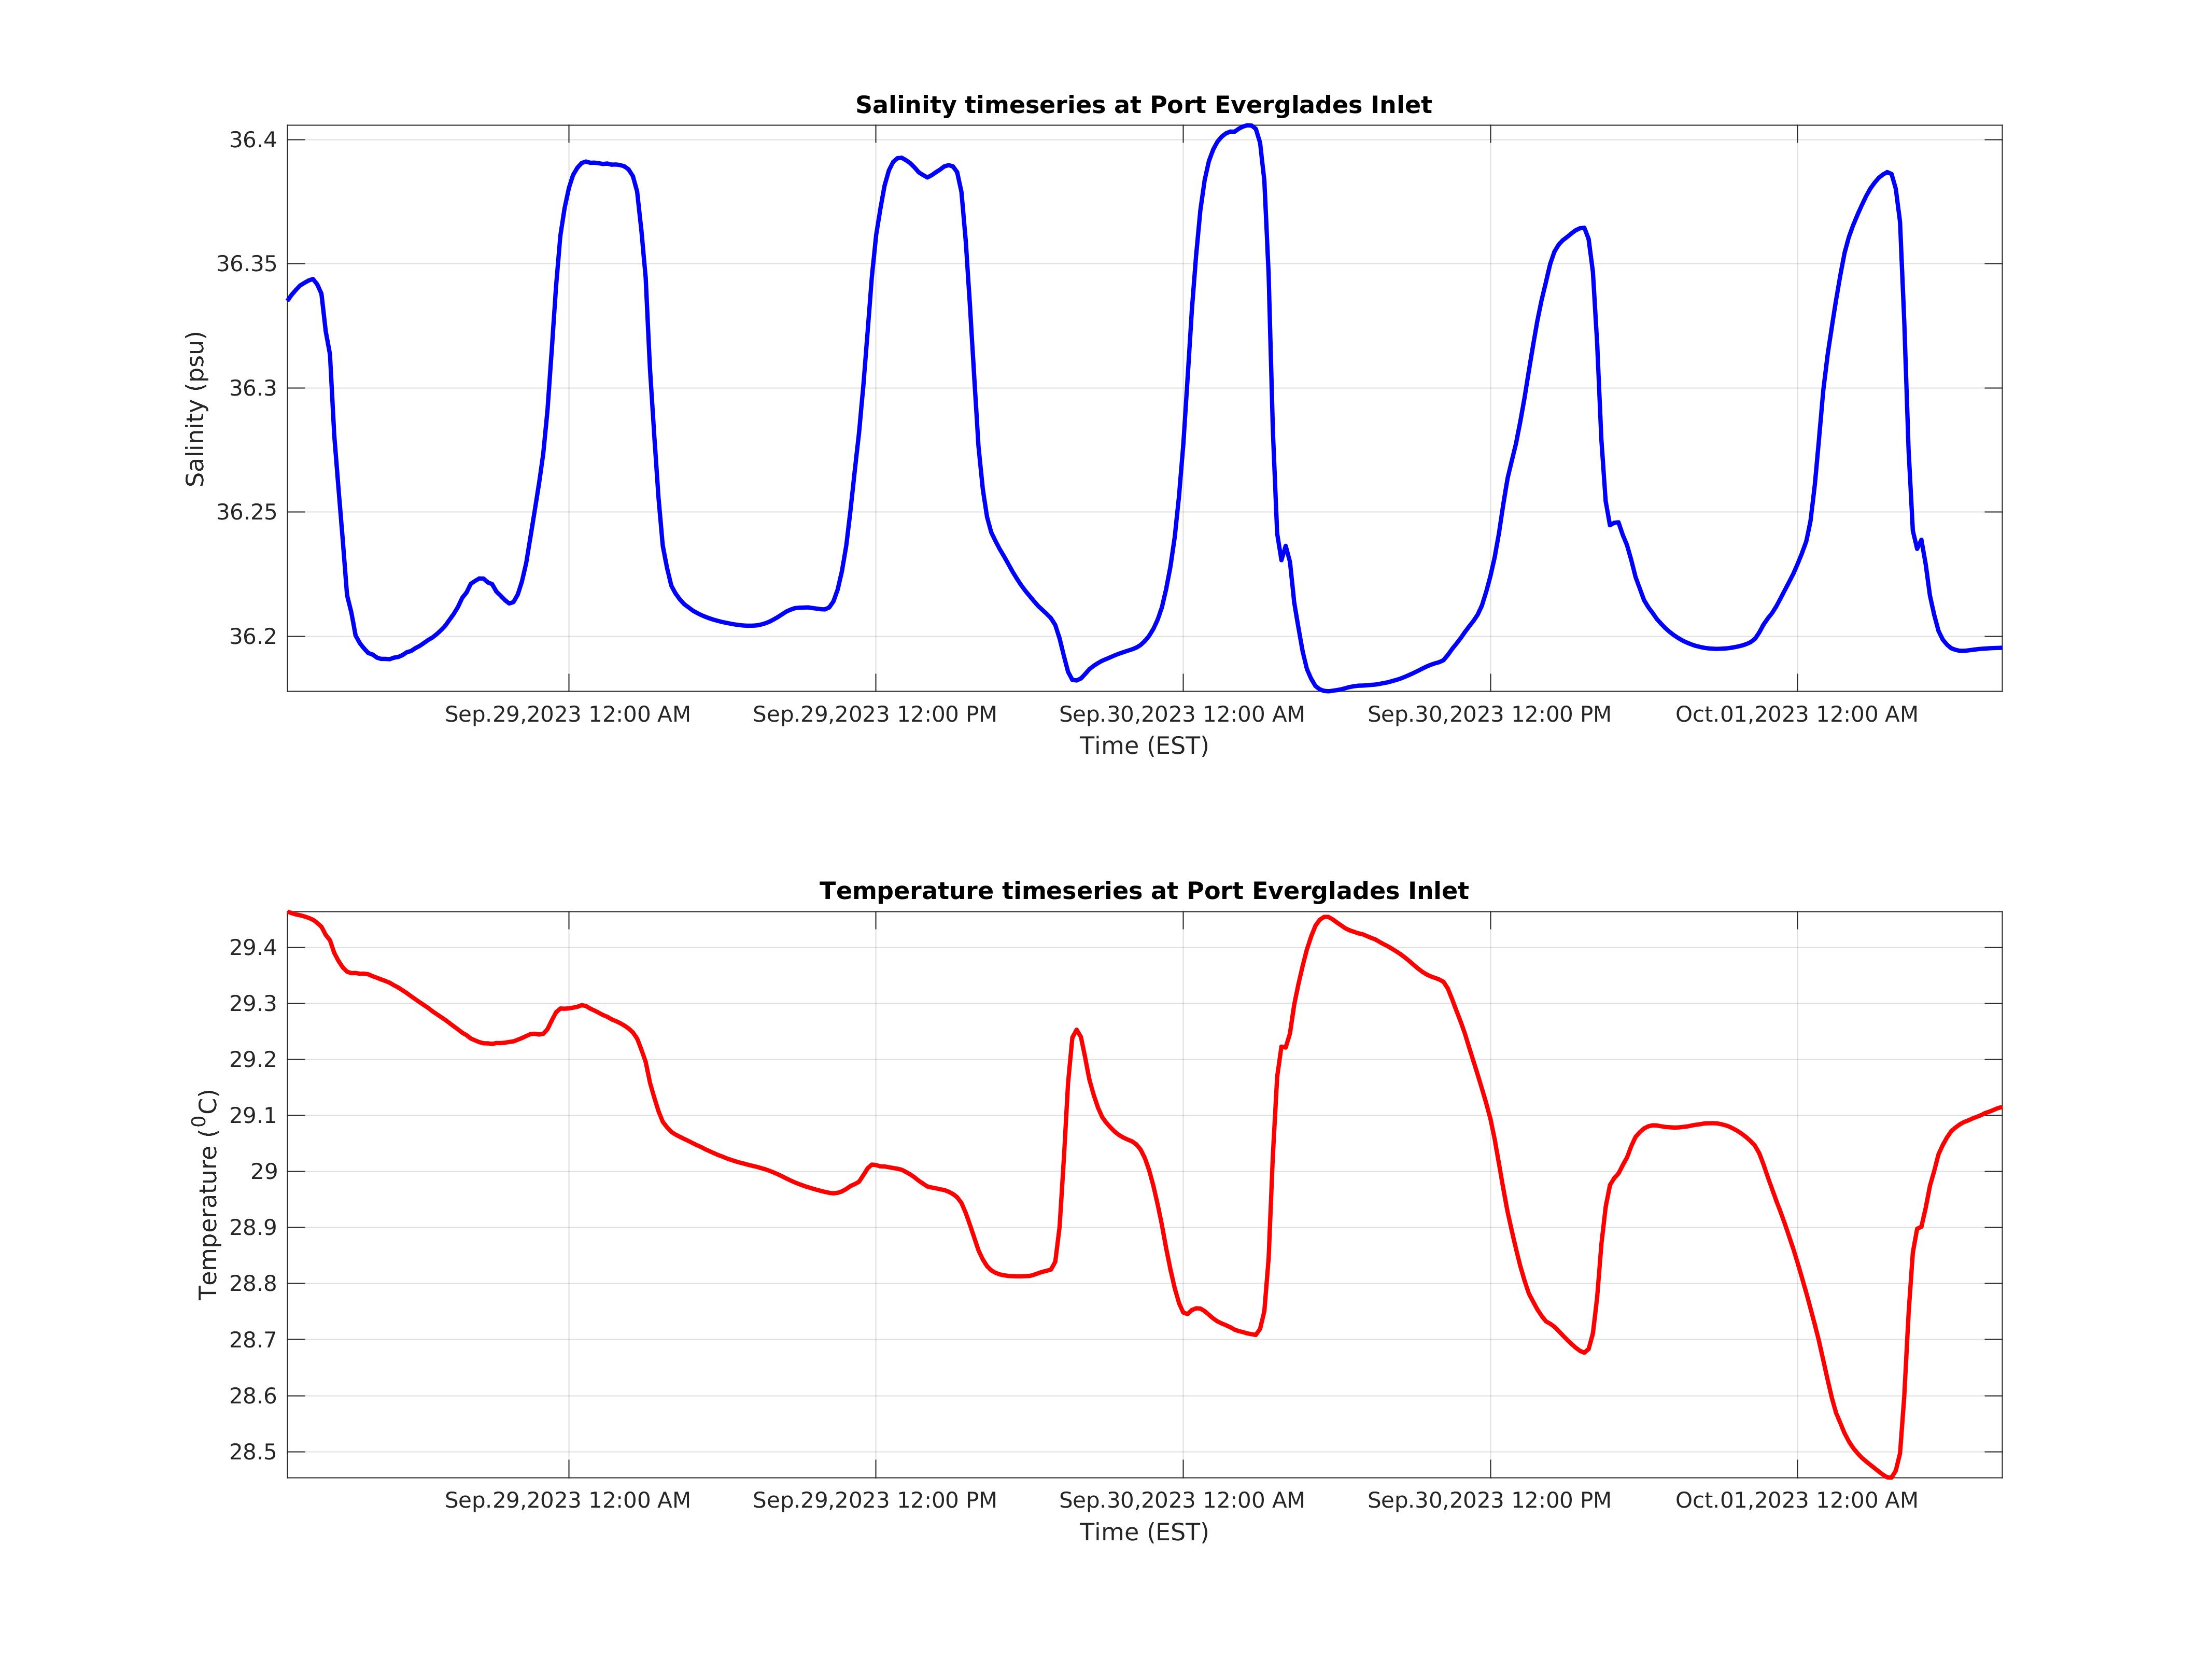 Salinity timeseries at Port Everglades Inlet
36.4
36.35
36.3
36.25
36.2
Salinity (psu)
Sep.29,2023 12:00 AM Sep.29,2023 12:00 PM Sep.30,2023 12:00 AM Sep.30,2023 12:00 PM Oct.01,2023 12:00 AM
Time (EST)
Temperature timeseries at Port Everglades Inlet
29.4
29.3
29.2
29.1
29
28.9
28.8
28.7
28.6
28.5
Temperature (⁰C)
Sep.29,2023 12:00 AM Sep.29,2023 12:00 PM Sep.30,2023 12:00 AM Sep.30,2023 12:00 PM Oct.01,2023 12:00 AM
Time (EST)